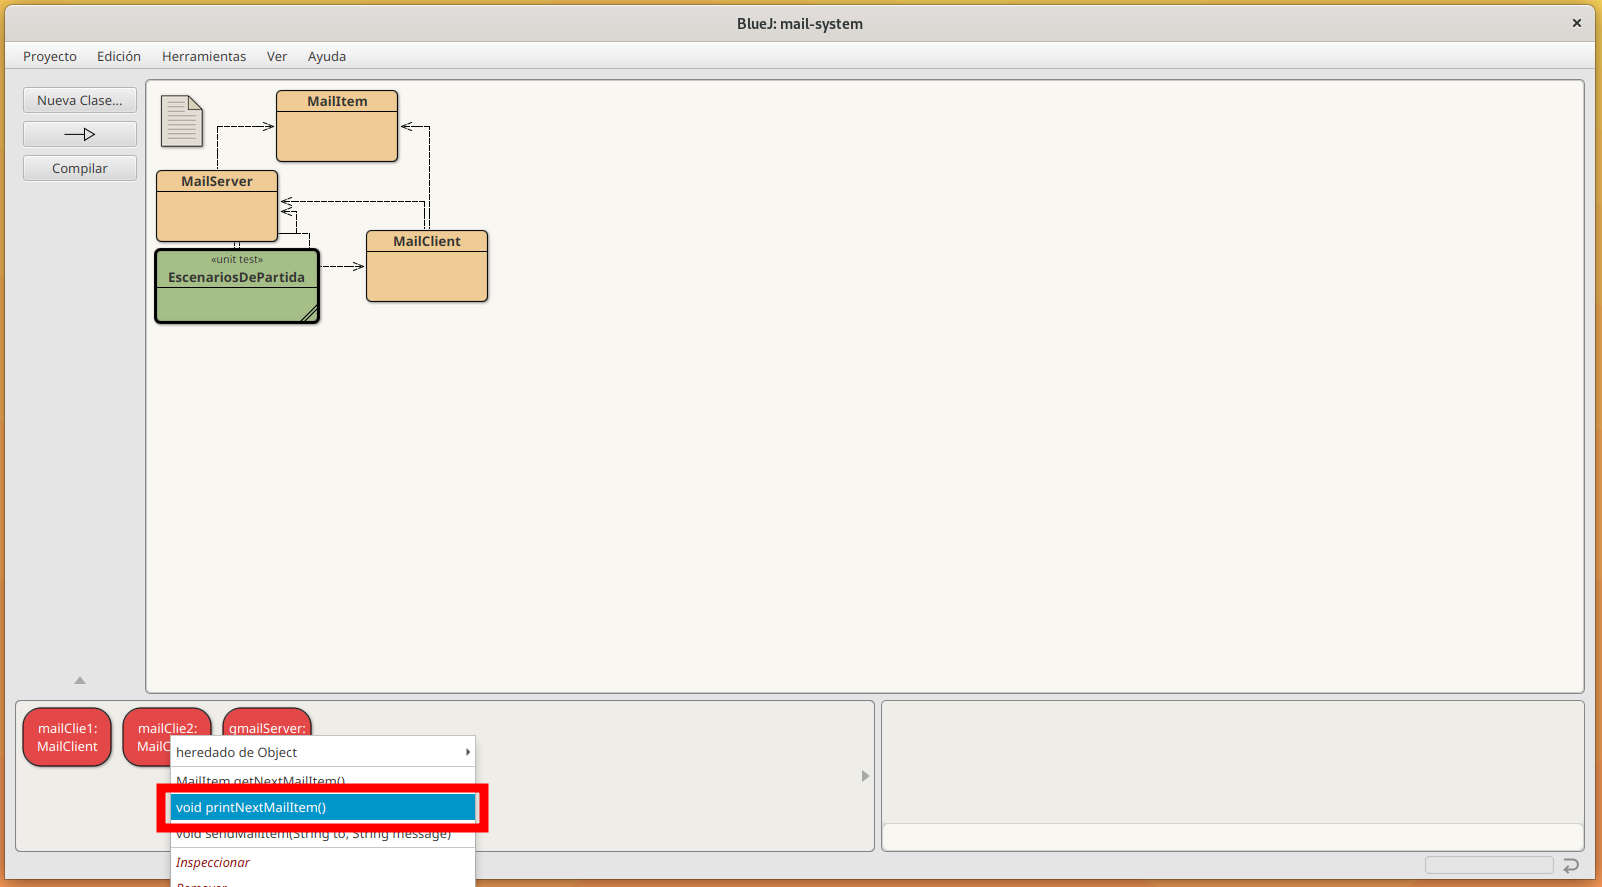 BlueJ: mail-system
Proyecto Edición Herramientas Ver Ayuda
Nueva Clase...
Compilar
MailItem
MailServer
MailClient
«unit test»
EscenariosDePartida
mailClie1:
MailClient
mailClie2:
MailC
gmailServer:
heredado de Object
MailItem getNextMailItem()
void printNextMailItem()
void sendMailItem(String to, String message)
Inspeccionar
Remover